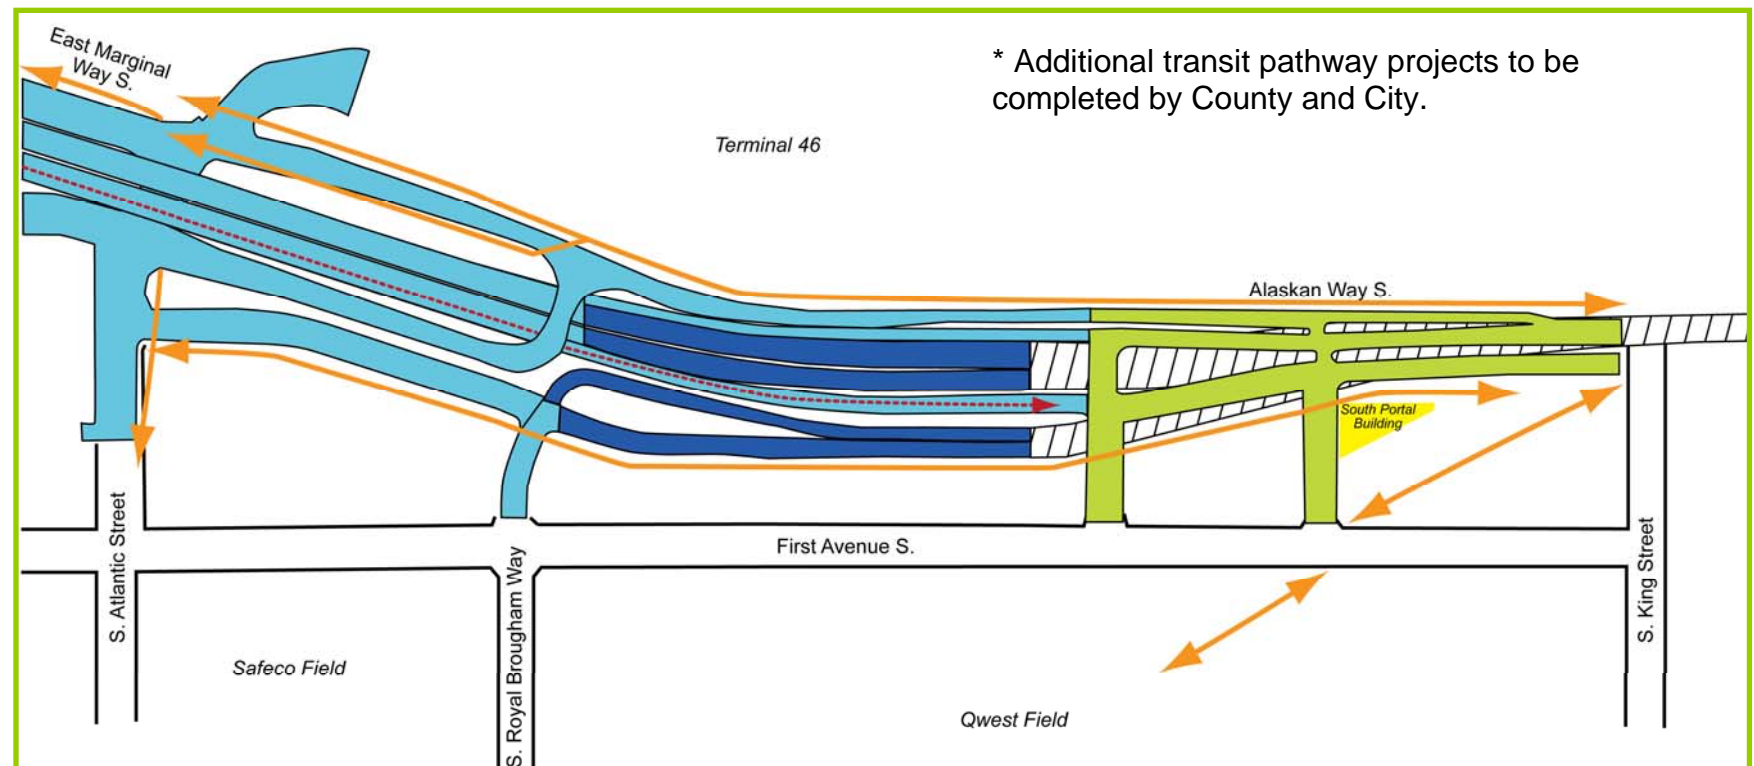 East Marginal
Way S.
* Additional transit pathway projects to be
completed by County and City.
Terminal 46
Alaskan Way S.
South Portal
Building
First Avenue S.
S. Atlantic Street
S. Royal Brougham Way
S. King Street
Safeco Field
Qwest Field